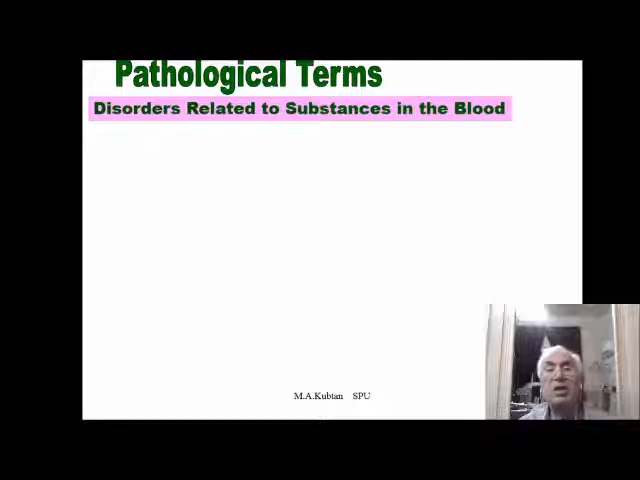 Pathological Terms
Disorders Related to Substances in the Blood
M.A.Kubtan SPU